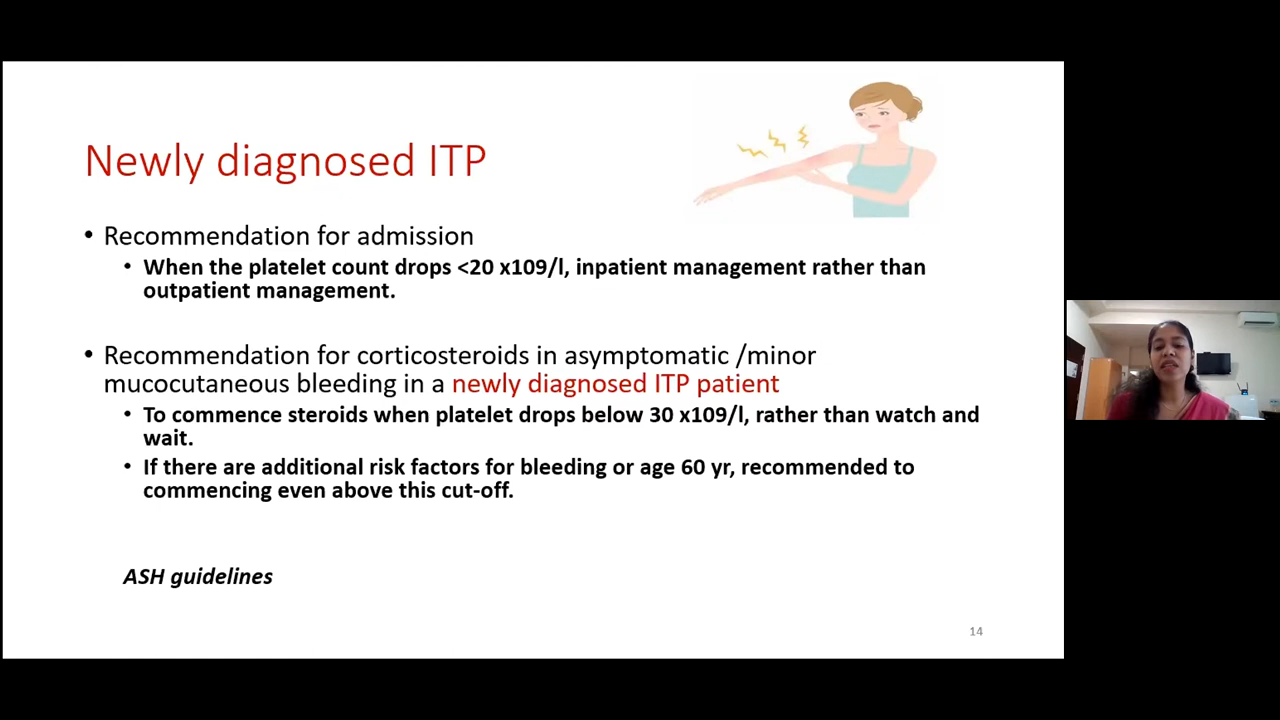 Newly diagnosed ITP
• Recommendation for admission
• When the platelet count drops <20 x109/l, inpatient management rather than
outpatient management.
• Recommendation for corticosteroids in asymptomatic /minor
mucocutaneous bleeding in a newly diagnosed ITP patient
• To commence steroids when platelet drops below 30 x109/l, rather than watch and
wait.
• If there are additional risk factors for bleeding or age 60 yr, recommended to
commencing even above this cut-off.
ASH guidelines
14